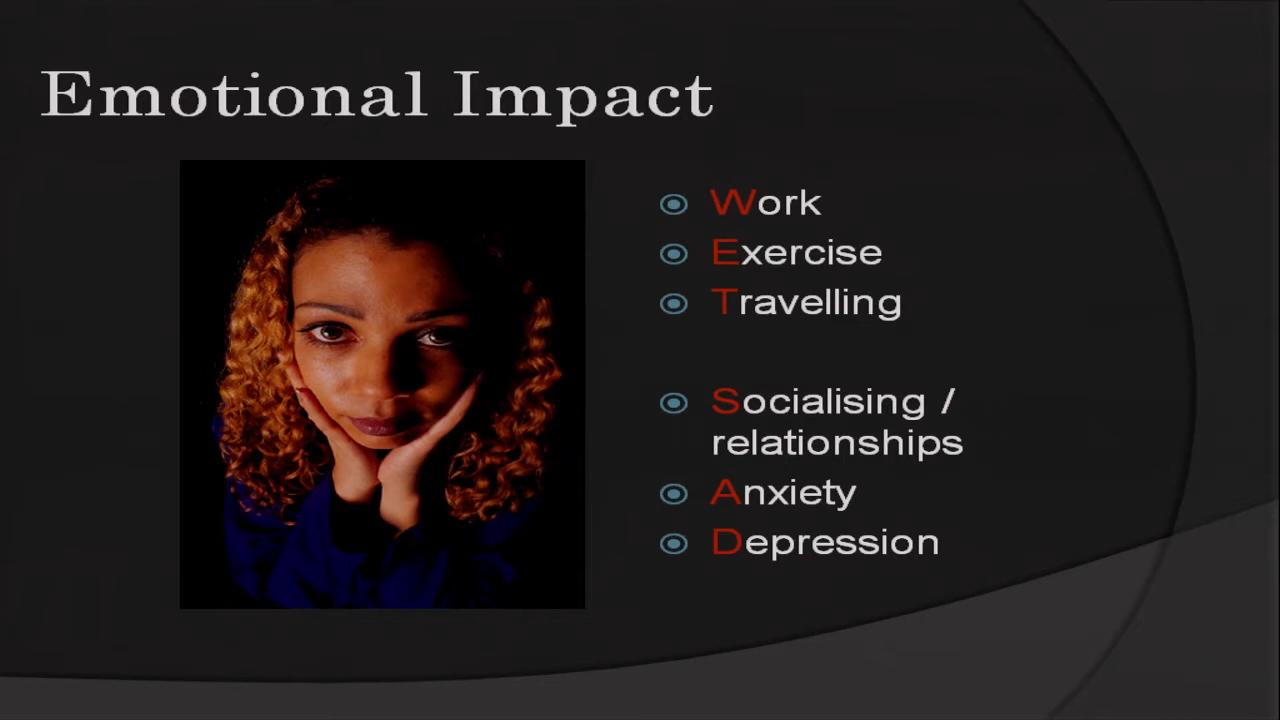 Emotional Impact
Work
Exercise
Travelling
Socialising /
relationships
Anxiety
Depression